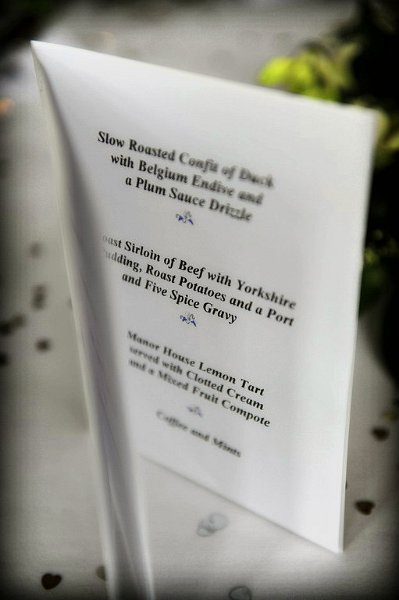 Slow Roasted Confit of Duck
with Belgium Endive and
a Plum Sauce Drizzle
oast Sirloin of Beef with Yorkshire
udding, Roast Potatoes and a Port
and Five Spice Gravy
Manor House Lemon Tart
served with Clotted Cream
and a Mixed Fruit Compote
Coffee and Mints